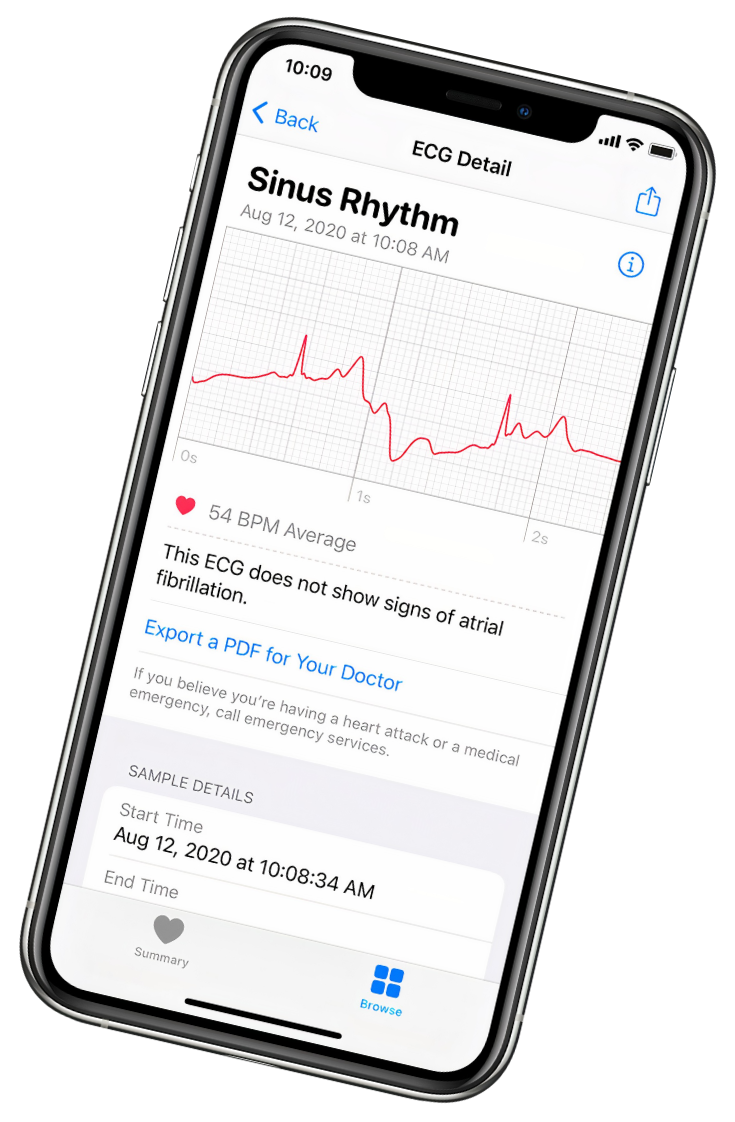 10:09
Back
ECG Detail
Sinus Rhythm
Aug 12, 2020 at 10:08 AM
0s
1s
2s
54 BPM Average
This ECG does not show signs of atrial
fibrillation.
Export a PDF for Your Doctor
If you believe you're having a heart attack or a medical
emergency, call emergency services.
SAMPLE DETAILS
Start Time
Aug 12, 2020 at 10:08:34 AM
End Time
Summary
Browse